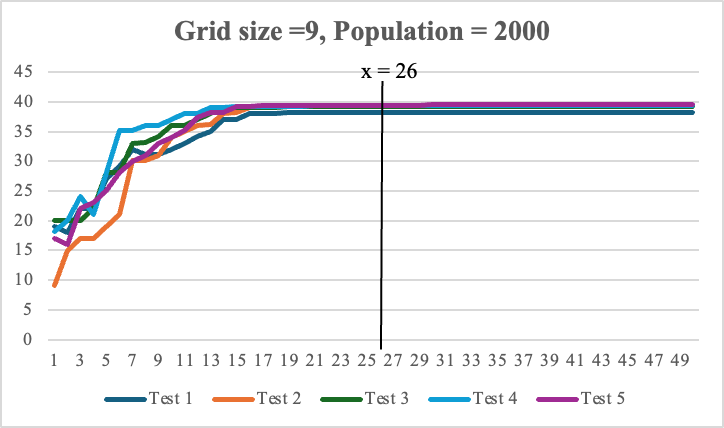 Grid size =9, Population = 2000
x = 26
45
40
35
30
25
20
15
10
5
0
1 3 5 7 9 11 13 15 17 19 21 23 25 27 29 31 33 35 37 39 41 43 45 47 49
Test 1 Test 2 Test 3 Test 4 Test 5